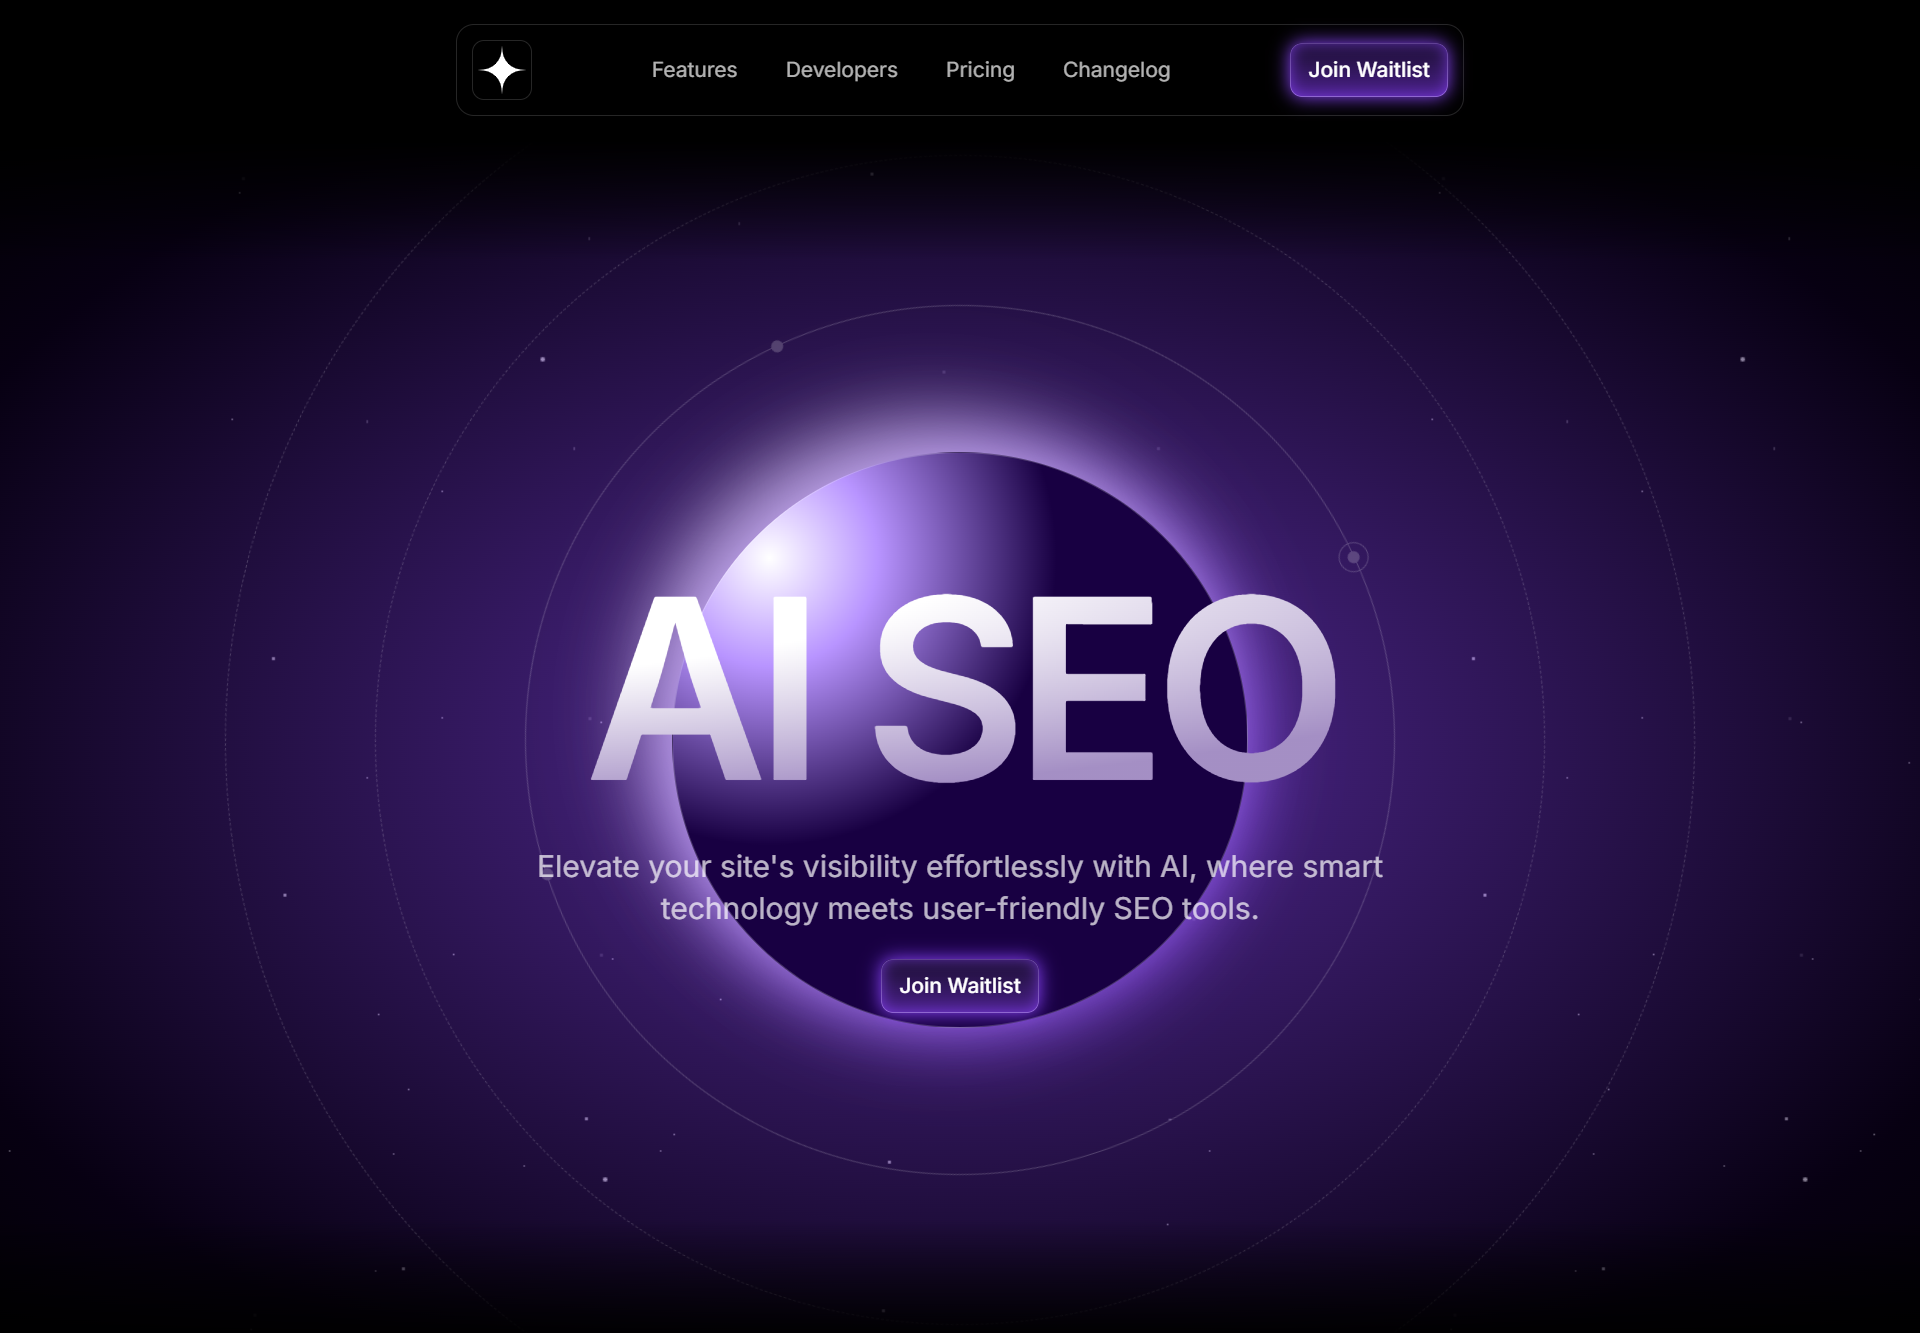 Features
Developers
Pricing
Changelog
Join Waitlist
AI SEO
Elevate your site's visibility effortlessly with AI, where smart
technology meets user-friendly SEO tools.
Join Waitlist